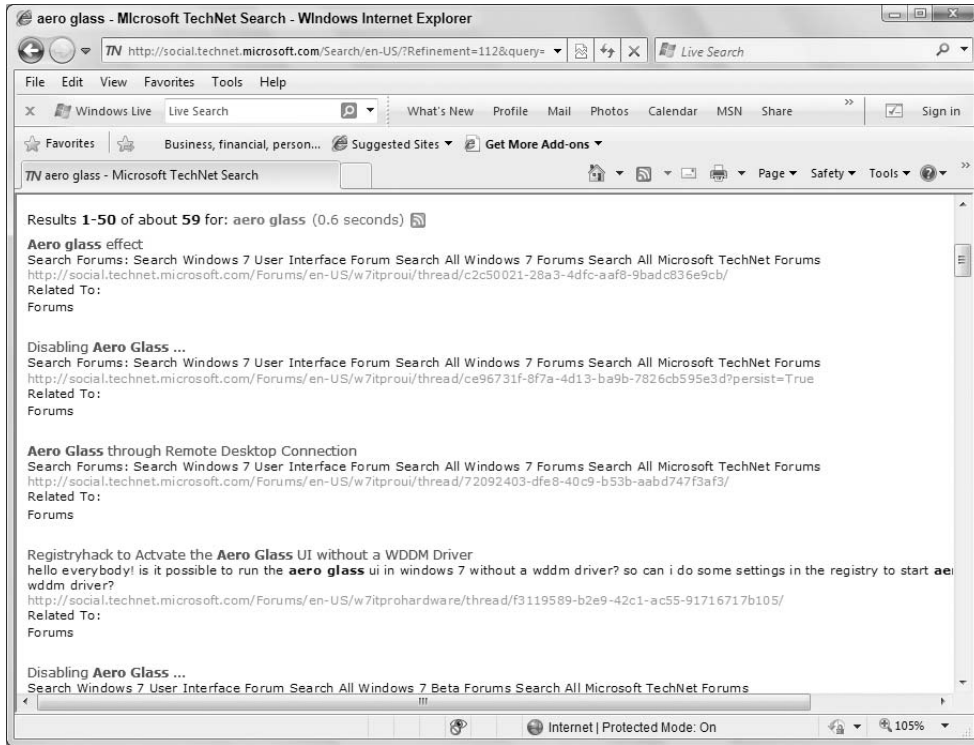 aero glass - MIcrosoft TechNet Search - WIndows Internet Explorer
TN http://social.technet.microsoft.com/Search/en-US/?Refinement=112&query= Live Search
File Edit View Favorites Tools Help
X Windows Live Live Search What's New Profile Mail Photos Calendar MSN Share >> Sign in
Favorites Business, financial, person... Suggested Sites Get More Add-ons
TN aero glass - Microsoft TechNet Search Page Safety Tools >>
Results 1-50 of about 59 for: aero glass (0.6 seconds)
Aero glass effect
Search Forums: Search Windows 7 User Interface Forum Search All Windows 7 Forums Search All Microsoft TechNet Forums
http://social.technet.microsoft.com/Forums/en-US/w7itproui/thread/c2c50021-28a3-4dfc-aaf8-9badc836e9cb/
Related To:
Forums
Disabling Aero Glass ...
Search Forums: Search Windows 7 User Interface Forum Search All Windows 7 Forums Search All Microsoft TechNet Forums
http://social.technet.microsoft.com/Forums/en-US/w7itproui/thread/ce96731f-8f7a-4d13-ba9b-7826cb595e3d?persist=True
Related To:
Forums
Aero Glass through Remote Desktop Connection
Search Forums: Search Windows 7 User Interface Forum Search All Windows 7 Forums Search All Microsoft TechNet Forums
http://social.technet.microsoft.com/Forums/en-US/w7itproui/thread/72092403-dfe8-40c9-b53b-aabd747f3af3/
Related To:
Forums
Registryhack to Actvate the Aero Glass UI without a WDDM Driver
hello everybody! is it possible to run the aero glass ui in windows 7 without a wddm driver? so can i do some settings in the registry to start ae
wddm driver?
http://social.technet.microsoft.com/Forums/en-US/w7itprohardware/thread/f3119589-b2e9-42c1-ac55-91716717b105/
Related To:
Forums
Disabling Aero Glass ...
Search Windows 7 User Interface Forum Search All Windows 7 Beta Forums Search All Microsoft TechNet Forums
Internet | Protected Mode: On 105%